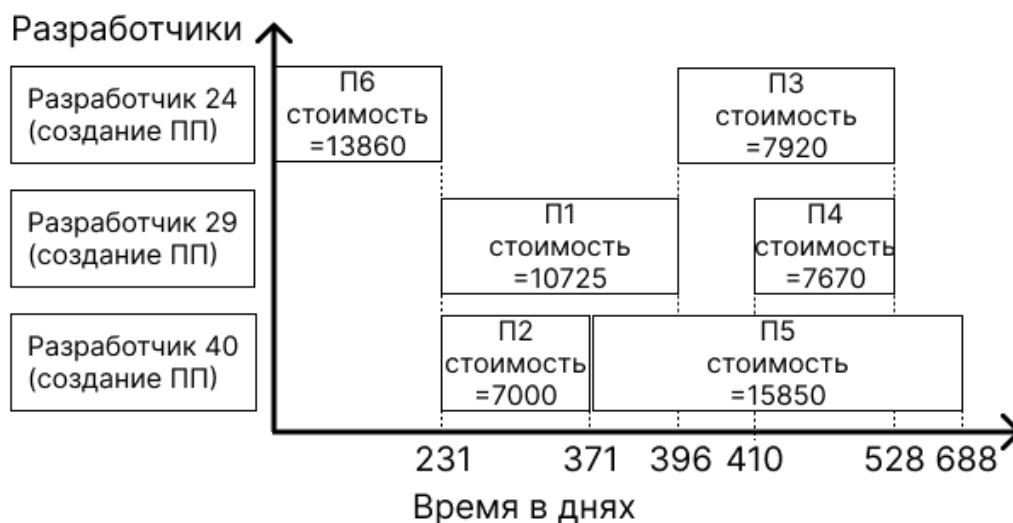 Разработчики
Разработчик 24
(создание ПП)
П6
стоимость
=13860
П3
стоимость
=7920
Разработчик 29
(создание ПП)
П1
стоимость
=10725
П4
стоимость
=7670
Разработчик 40
(создание ПП)
П2
стоимость
=7000
П5
стоимость
=15850
231 371 396 410 528 688
Время в днях